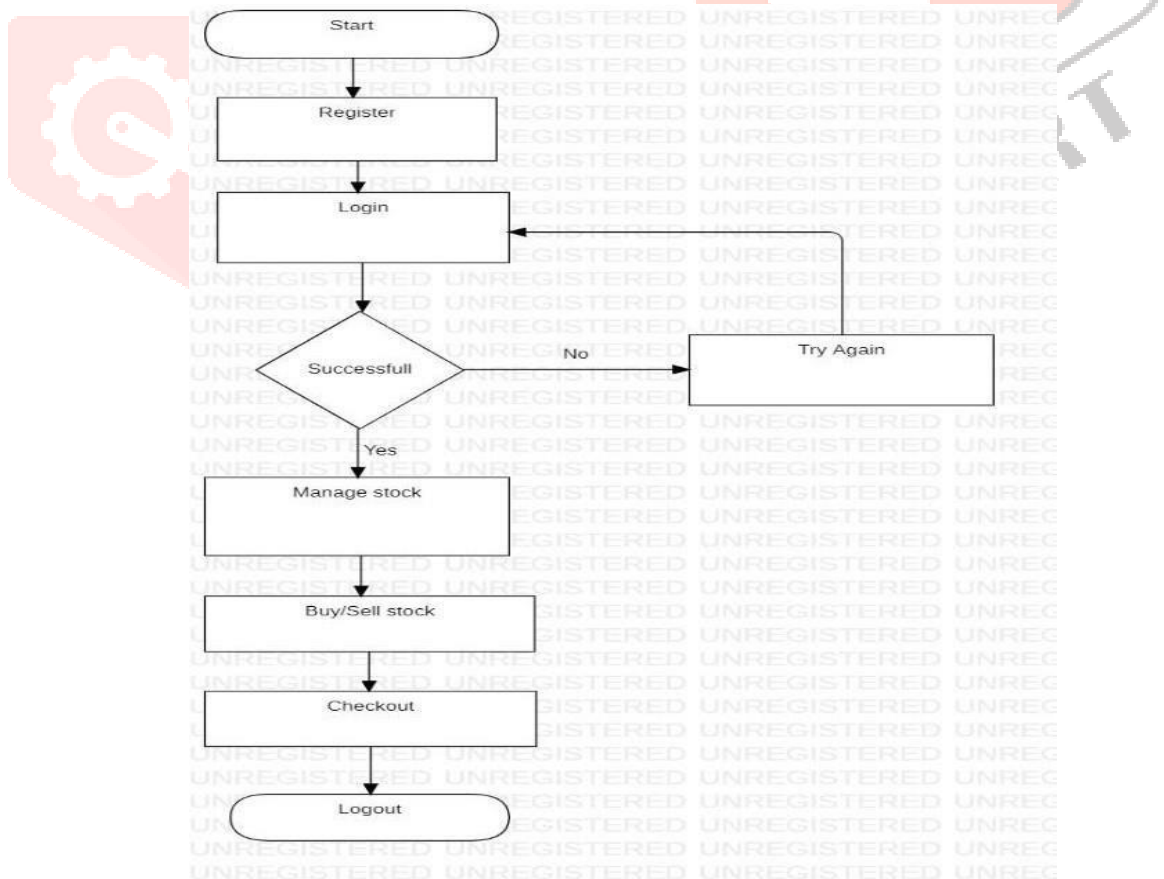 Start
Register
Login
Successfull
No
Try Again
Yes
Manage stock
Buy/Sell stock
Checkout
Logout